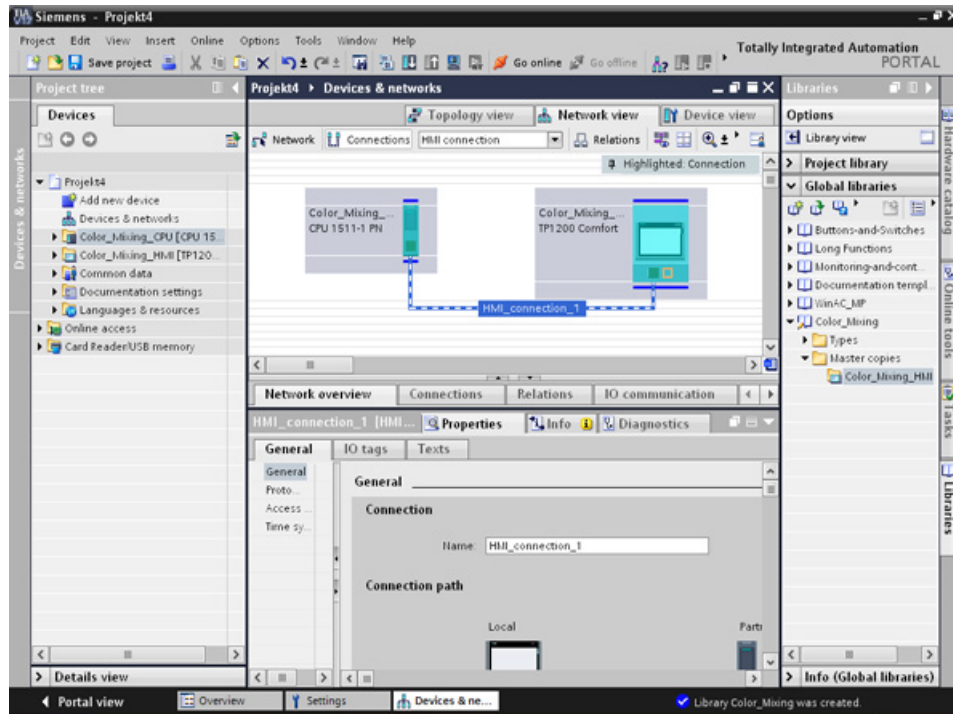 Siemens - Projekt4
Project Edit View Insert Online Options Tools Window Help
Save project
Go online
Go offline
Totally Integrated Automation
PORTAL
Project tree
Devices
Devices & networks
Projekt4
Add new device
Devices & networks
Color_Mixing_CPU [CPU 15...
Color_Mixing_HMI [TP120...
Common data
Documentation settings
Languages & resources
Online access
Card Reader/USB memory
Details view
Projekt4 Devices & networks
Topology view
Network view
Device view
Network
Connections
HMI connection
Relations
Highlighted: Connection
Color_Mixing_...
CPU 1511-1 PN
Color_Mixing_...
TP1200 Comfort
HMI_connection_1
Network overview
Connections
Relations
IO communication
HMI_connection_1 [HMI...
Properties
Info
Diagnostics
General
IO tags
Texts
General
Proto...
Access ...
Time sy...
General
Connection
Name: HMI_connection_1
Connection path
Local
Partn
Libraries
Options
Library view
Project library
Global libraries
Buttons-and-Switches
Long Functions
Monitoring-and-cont...
Documentation templ...
WinAC_MP
Color_Mixing
Types
Master copies
Color_Mixing_HMI
Info (Global libraries)
Hardware catalog
Online tools
Tasks
Libraries
Portal view
Overview
Settings
Devices & ne...
Library Color_Mixing was created.